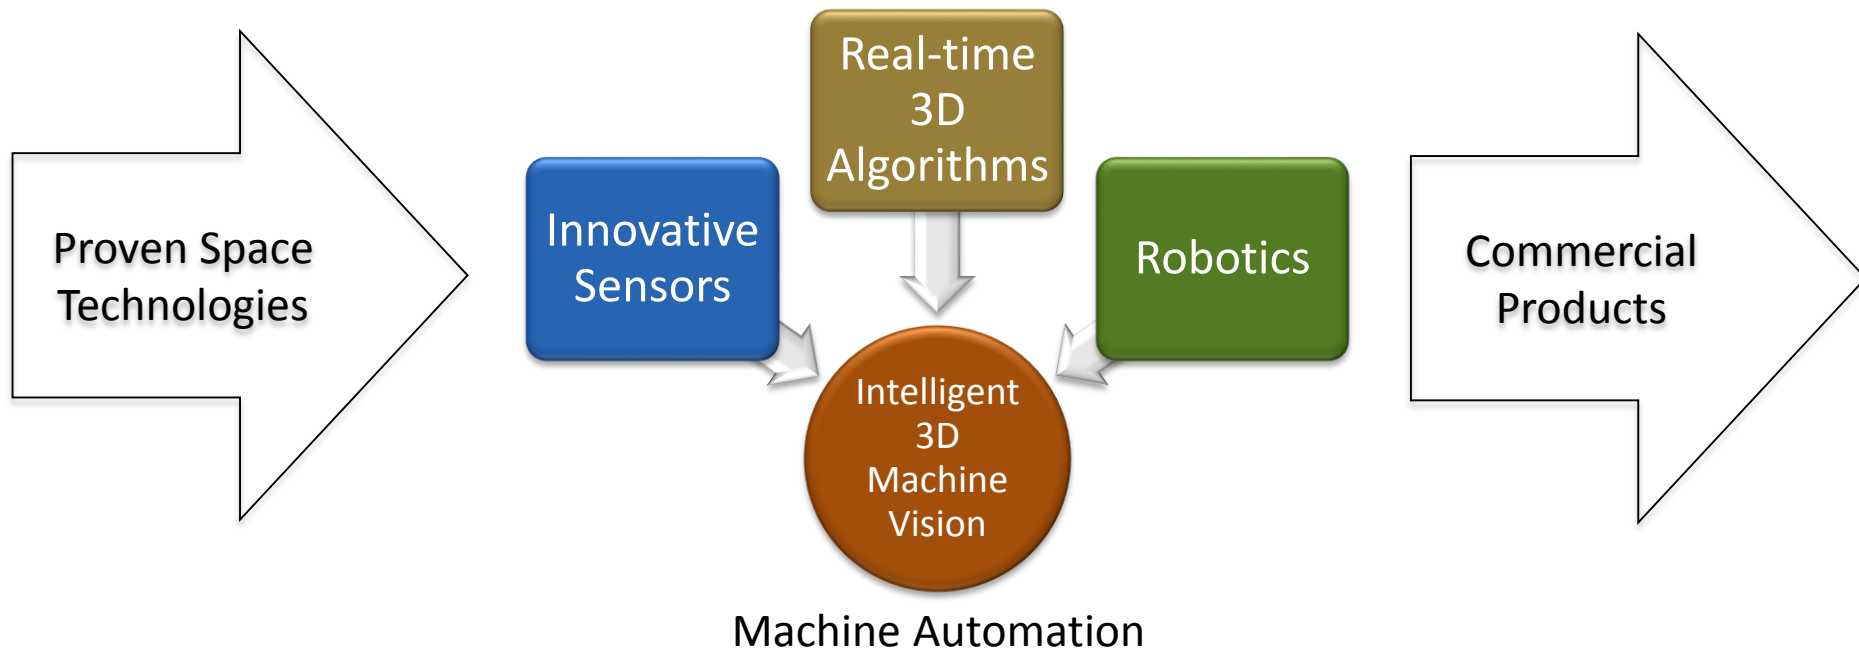 Proven Space
Technologies
Innovative
Sensors
Real-time
3D
Algorithms
Robotics
Intelligent
3D
Machine
Vision
Machine Automation
Commercial
Products